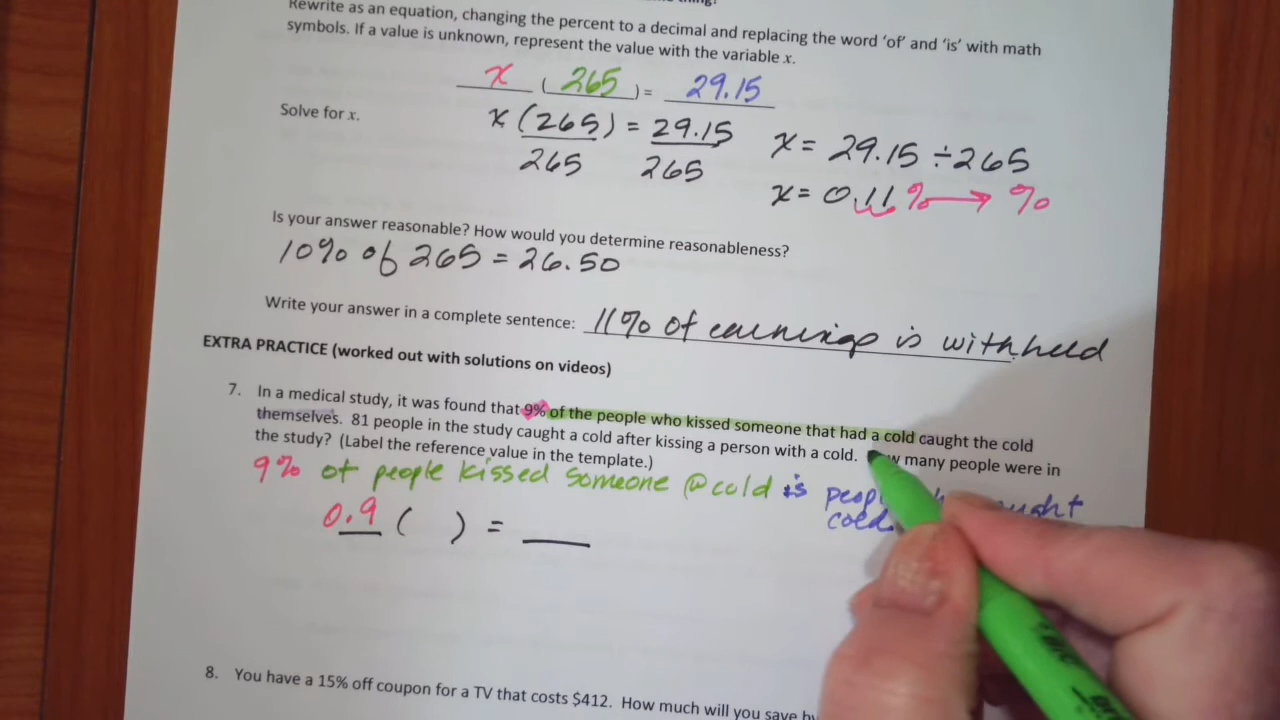 Rewrite as an equation, changing the percent to a decimal and replacing the word 'of' and 'is' with math
symbols. If a value is unknown, represent the value with the variable x.
x (265) = 29.15
Solve for x.
x (265) = 29.15
265 265
x = 29.15 ÷ 265
x = 0.11 % → %
Is your answer reasonable? How would you determine reasonableness?
10% of 265 = 26.50
Write your answer in a complete sentence: 11% of earnings is withheld
EXTRA PRACTICE (worked out with solutions on videos)
7. In a medical study, it was found that 9% of the people who kissed someone that had a cold caught the cold
themselves. 81 people in the study caught a cold after kissing a person with a cold. many people were in
the study? (Label the reference value in the template.)
9% of people kissed someone @ cold is
cold
0.9 ( ) =
8. You have a 15% off coupon for a TV that costs $412. How much will you save